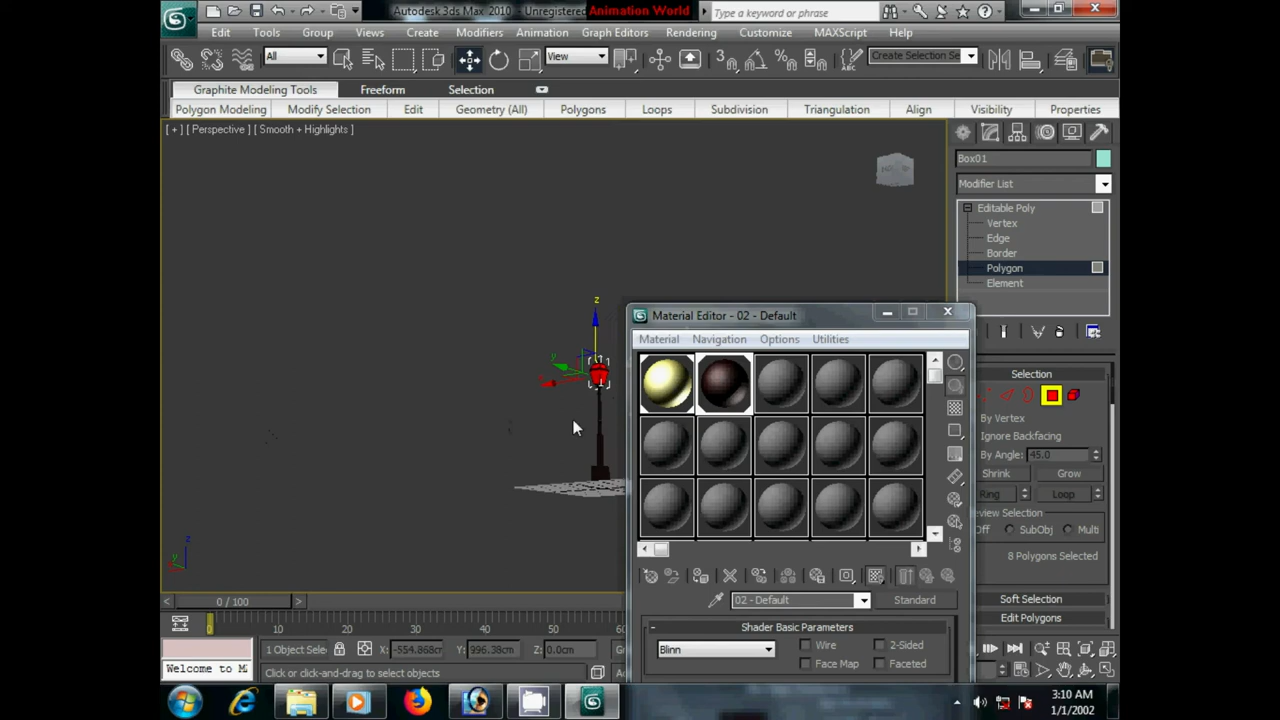 Autodesk 3ds Max 2010 - Unregistered
Animation World
Type a keyword or phrase
Edit Tools Group Views Create Modifiers Animation Graph Editors Rendering Customize MAXScript Help
All
View
3
Create Selection Se
Graphite Modeling Tools Freeform Selection
Polygon Modeling Modify Selection Edit Geometry (All) Polygons Loops Subdivision Triangulation Align Visibility Properties
[ + ] [ Perspective ] [ Smooth + Highlights ]
Box01
Modifier List
Editable Poly
Vertex
Edge
Border
Polygon
Element
z
y
x
Material Editor - 02 - Default
Material Navigation Options Utilities
Selection
By Vertex
Ignore Backfacing
By Angle: 45.0
Shrink Grow
Ring Loop
review Selection
Off SubObj Multi
8 Polygons Selected
Soft Selection
Edit Polygons
02 - Default
Standard
Shader Basic Parameters
Blinn
Wire 2-Sided
Face Map Faceted
z
y
x
0 / 100
0 10 20 30 40 50 60
1 Object Sele
X: -554.868cm
Y: 996.38cm
Z: 0.0cm
Welcome to M
Click or click-and-drag to select objects
3:10 AM
1/1/2002